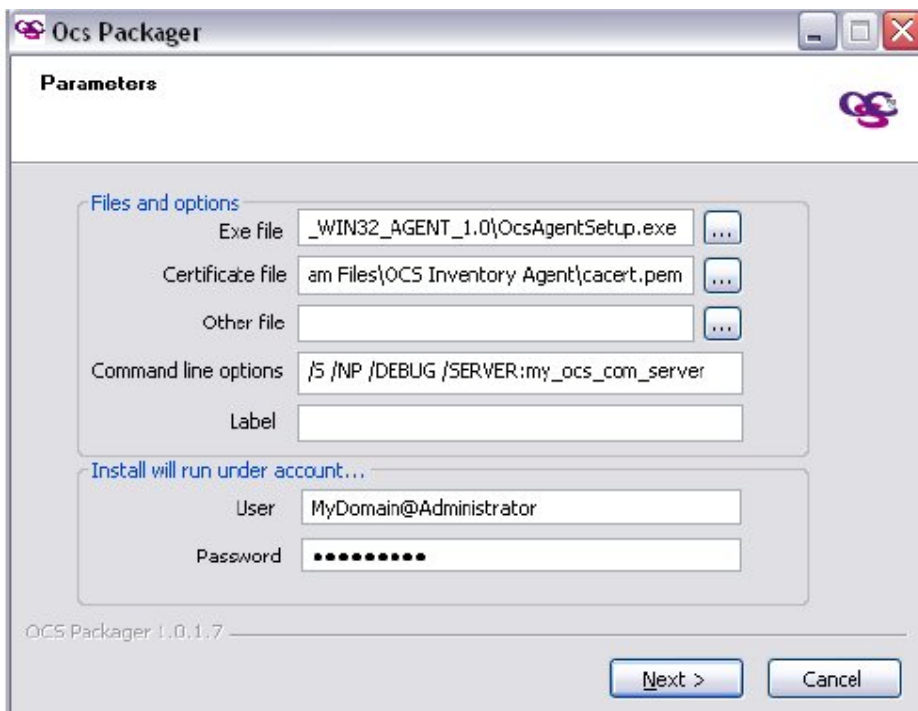 Ocs Packager
Parameters
Files and options
Exe file _WIN32_AGENT_1.0\OcsAgentSetup.exe ...
Certificate file am Files\OCS Inventory Agent\cacert.pem ...
Other file ...
Command line options /S /NP /DEBUG /SERVER:my_ocs_com_server
Label
Install will run under account...
User MyDomain@Administrator
Password •••••••••
OCS Packager 1.0.1.7
Next > Cancel